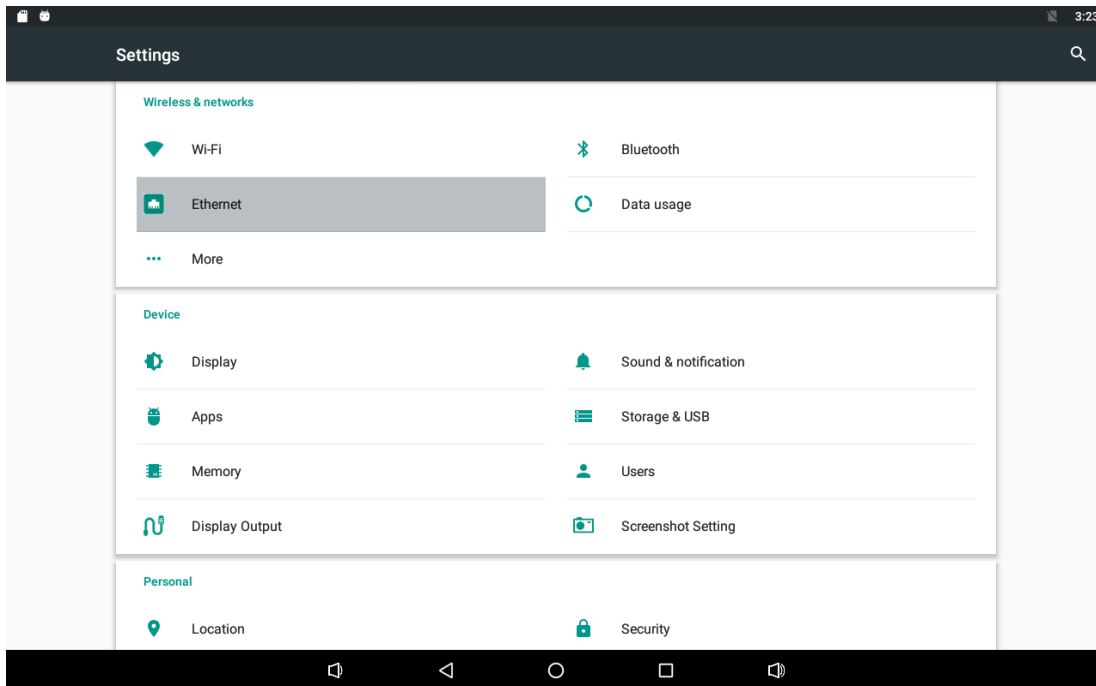 3:23
Settings
Wireless & networks
Wi-Fi
Bluetooth
Ethernet
Data usage
More
Device
Display
Sound & notification
Apps
Storage & USB
Memory
Users
Display Output
Screenshot Setting
Personal
Location
Security